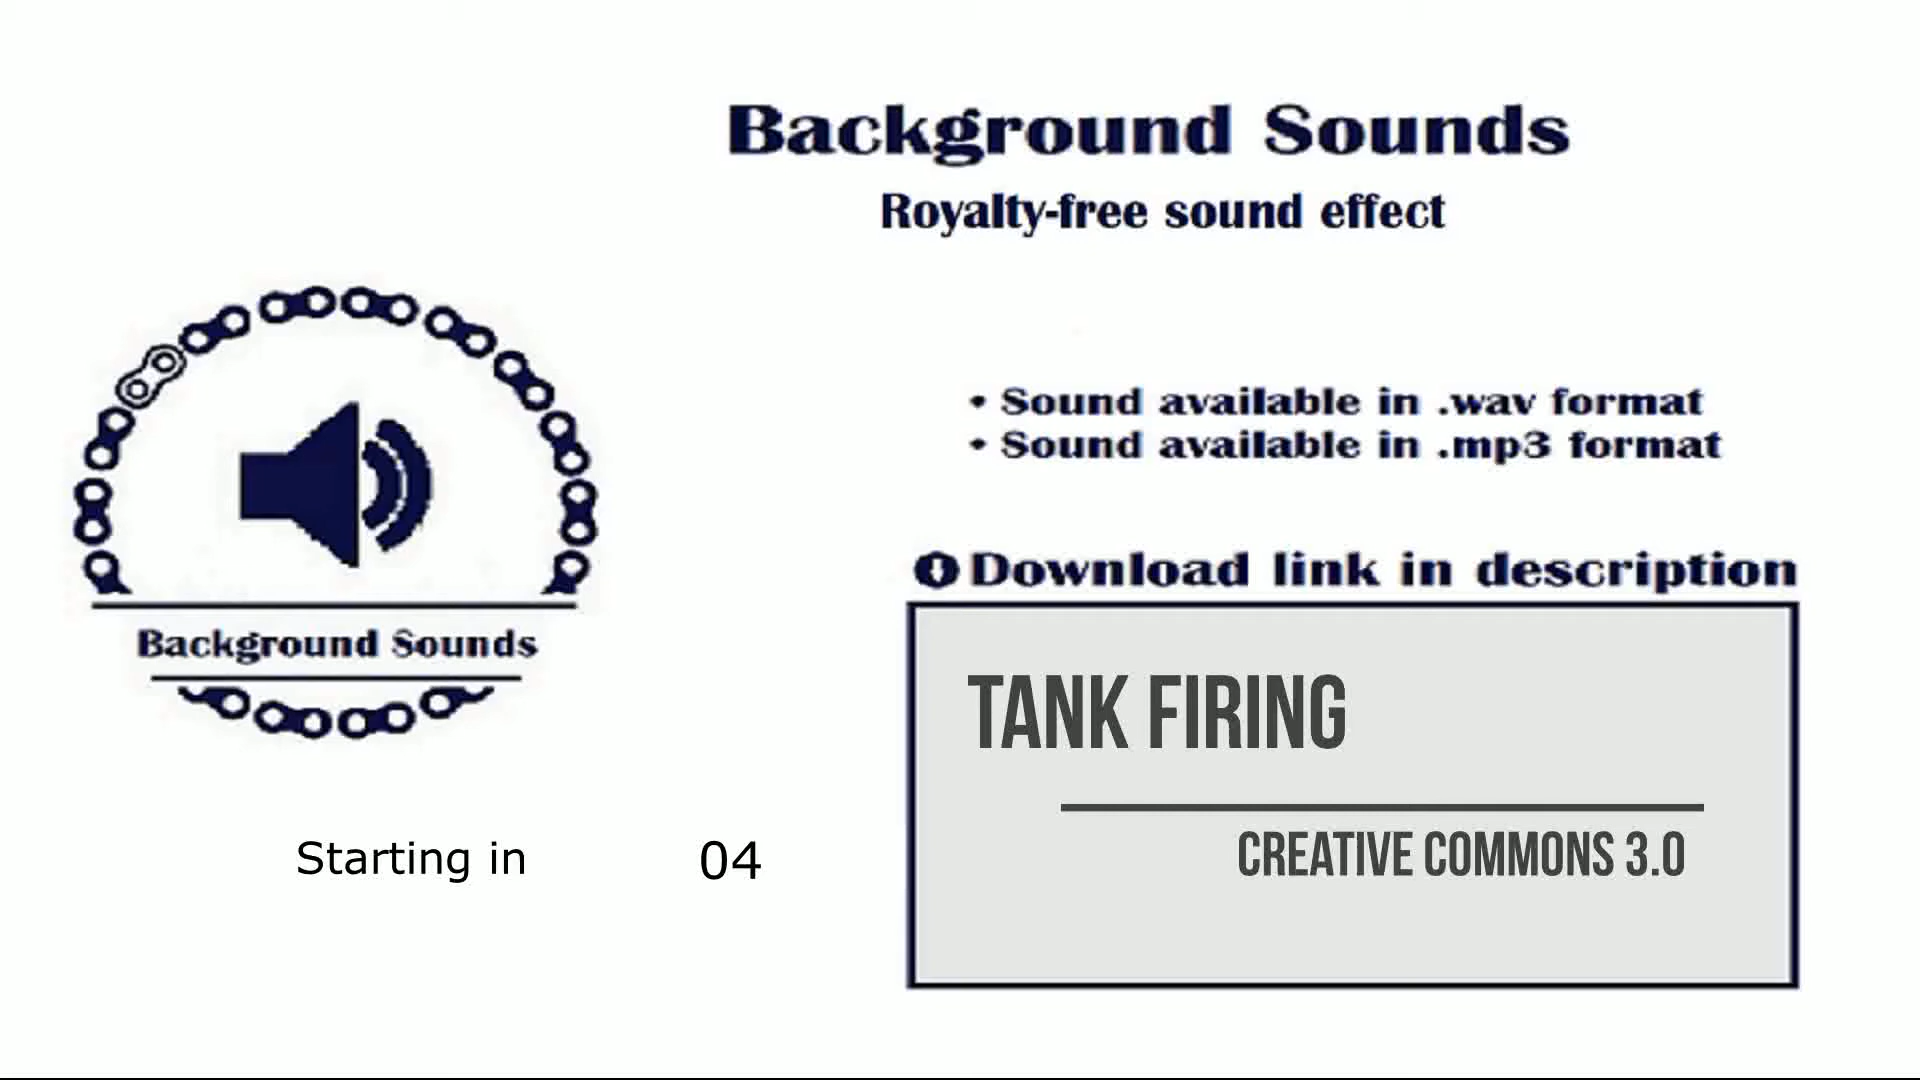 Background Sounds
Royalty-free sound effect
• Sound available in .wav format
• Sound available in .mp3 format
Download link in description
Background Sounds
TANK FIRING
CREATIVE COMMONS 3.0
Starting in 04